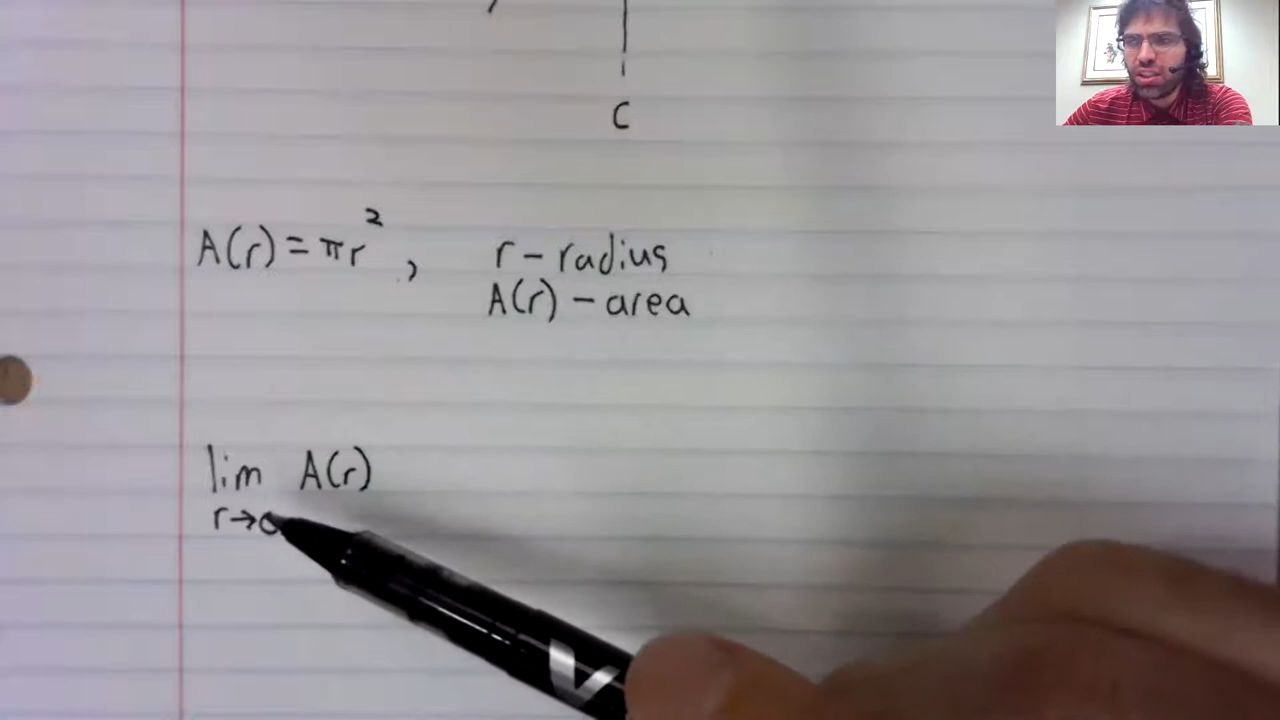 C
A(r) = πr²,
r – radius
A(r) – area
lim A(r)
r→0
V